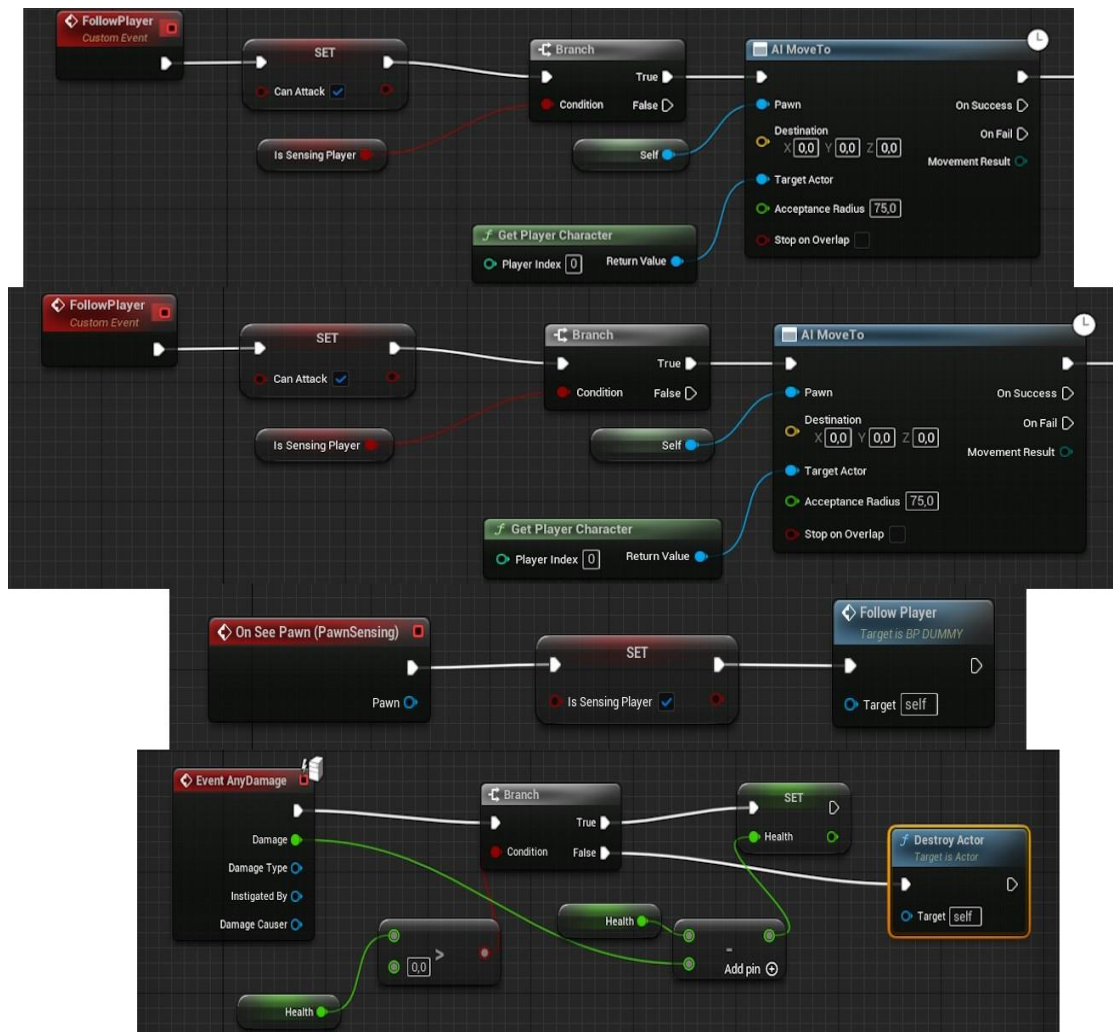 FollowPlayer
Custom Event
SET
Can Attack
Is Sensing Player
Branch
True
Condition
False
Self
Get Player Character
Player Index 0
Return Value
AI MoveTo
Pawn
On Success
Destination
X 0,0 Y 0,0 Z 0,0
On Fail
Movement Result
Target Actor
Acceptance Radius 75,0
Stop on Overlap
FollowPlayer
Custom Event
SET
Can Attack
Is Sensing Player
Branch
True
Condition
False
Self
Get Player Character
Player Index 0
Return Value
AI MoveTo
Pawn
On Success
Destination
X 0,0 Y 0,0 Z 0,0
On Fail
Movement Result
Target Actor
Acceptance Radius 75,0
Stop on Overlap
On See Pawn (PawnSensing)
Pawn
SET
Is Sensing Player
Follow Player
Target is BP DUMMY
Target self
Event AnyDamage
Damage
Damage Type
Instigated By
Damage Causer
Branch
True
Condition
False
SET
Health
Destroy Actor
Target is Actor
Target self
Health
-
Add pin
>
0,0
Health